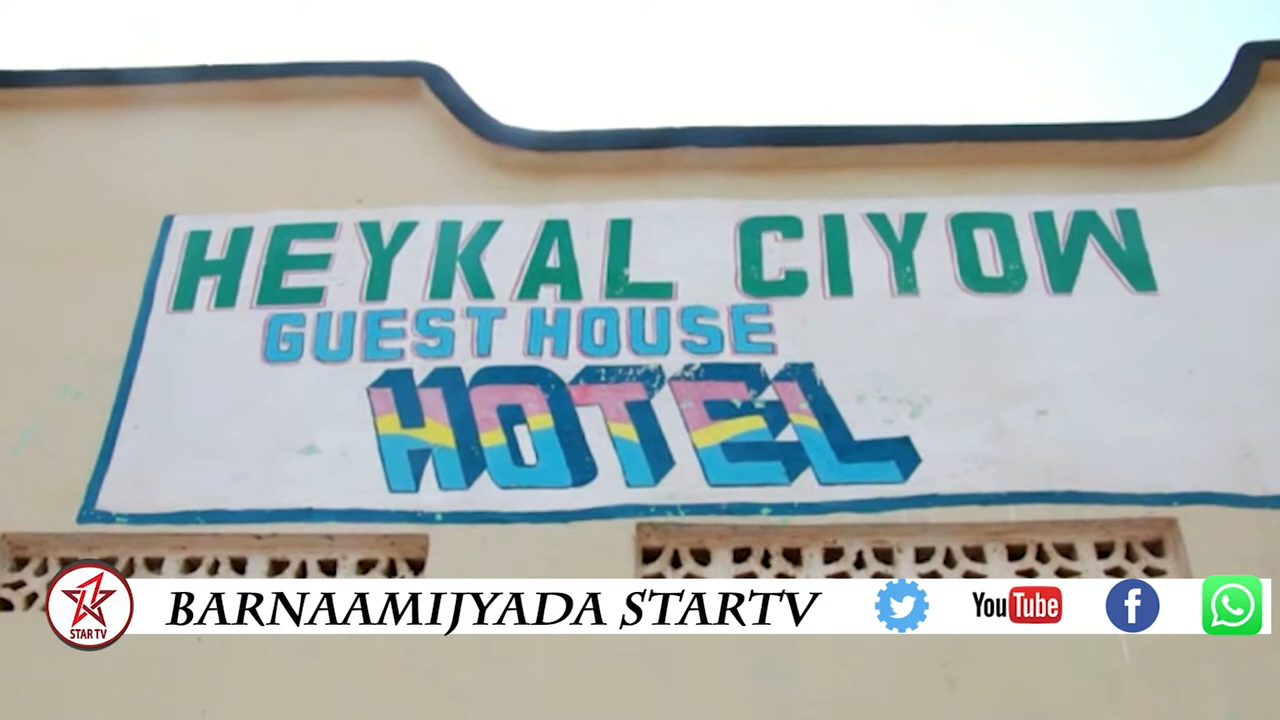 HEYKAL CIYOW
GUEST HOUSE
HOTEL
STAR TV
BARNAAMIJYADA STARTV
YouTube